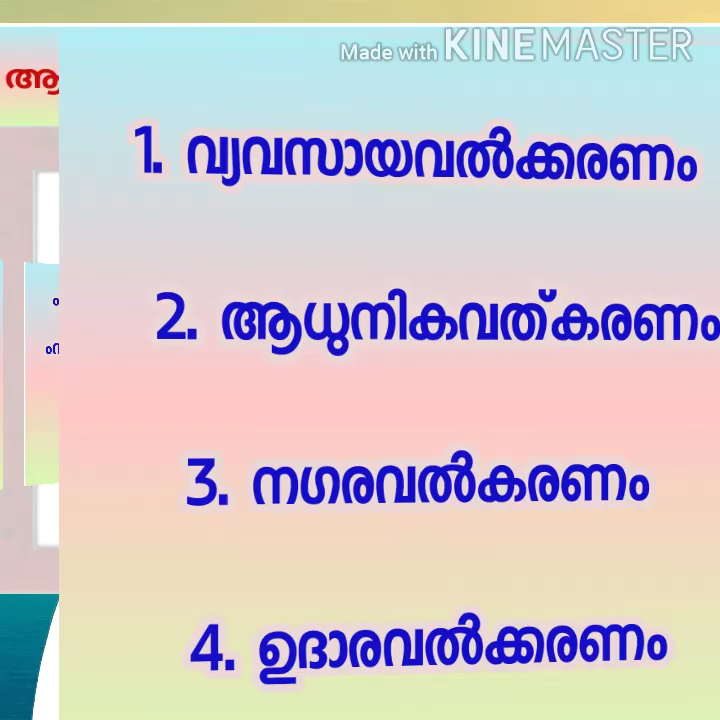 Made with KINEMASTER
1. വ്യവസായവൽക്കരണം
2. ആധുനികവത്കരണം
3. നഗരവൽകരണം
4. ഉദാരവൽക്കരണം